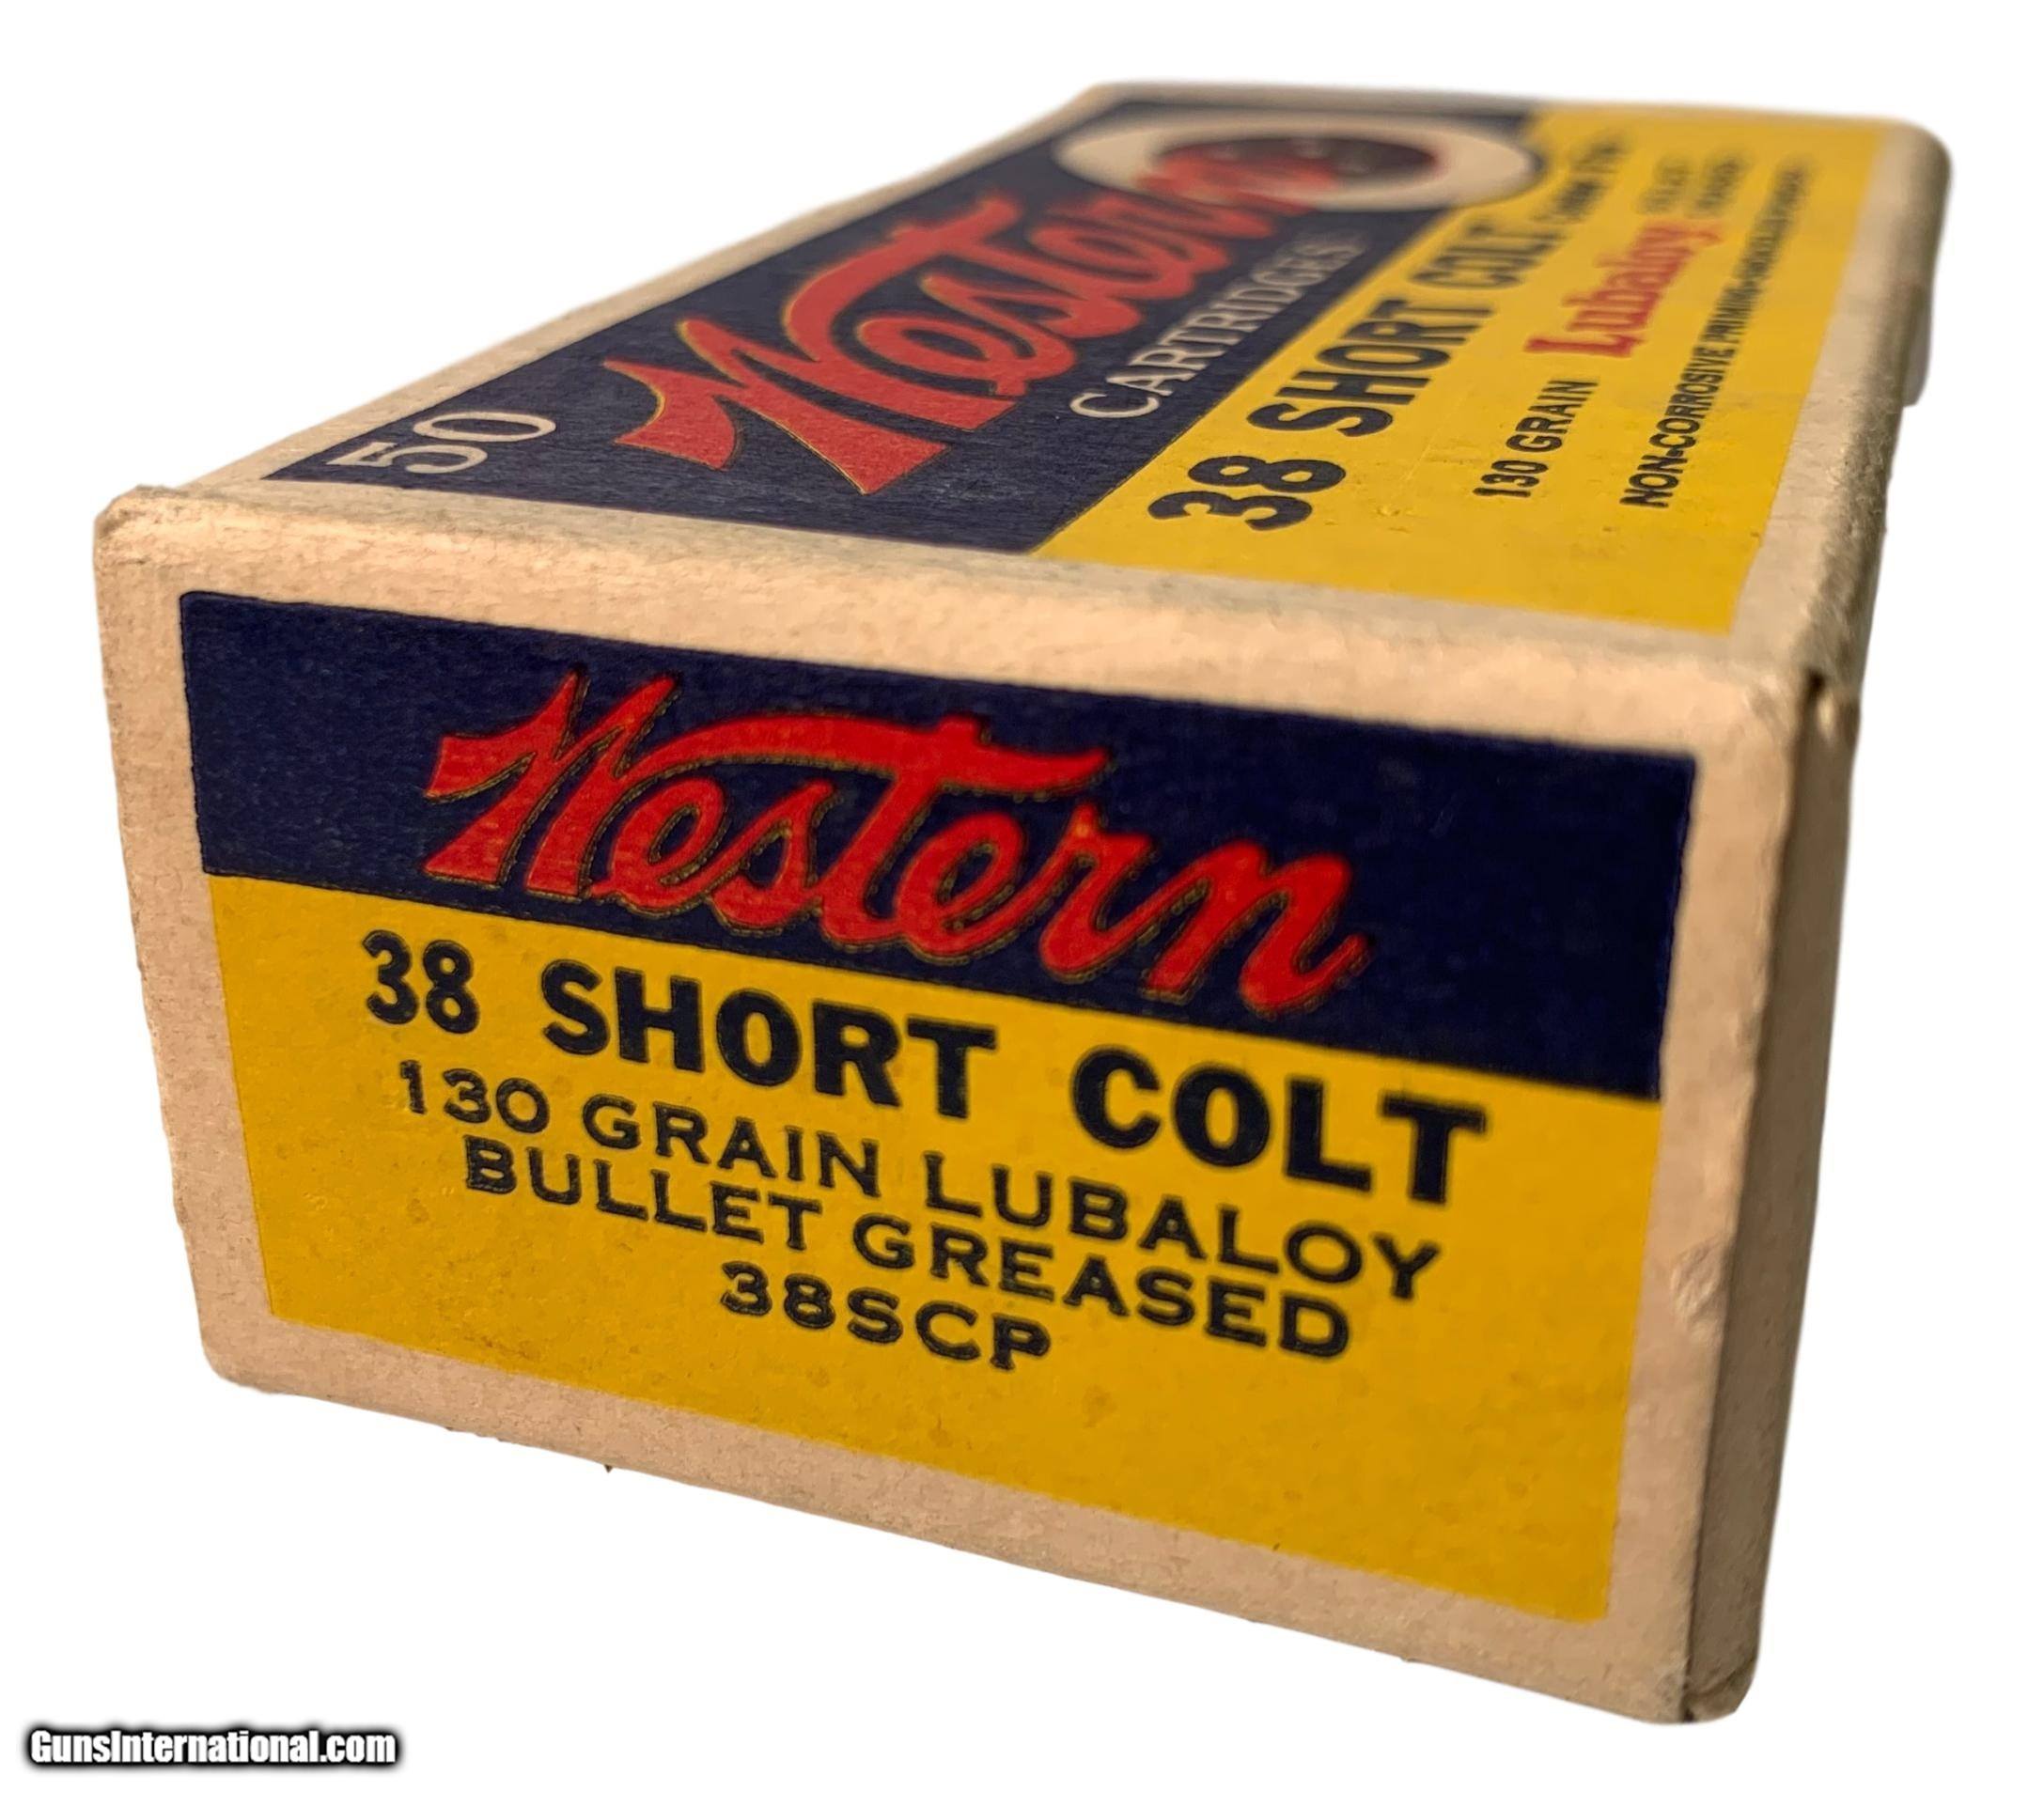 50
Western
CARTRIDGES
38 SHORT COLT
130 GRAIN Lubaloy
NON-CORROSIVE PRIMING
Western
38 SHORT COLT
130 GRAIN LUBALOY
BULLET GREASED
38SCP
GunsInternational.com